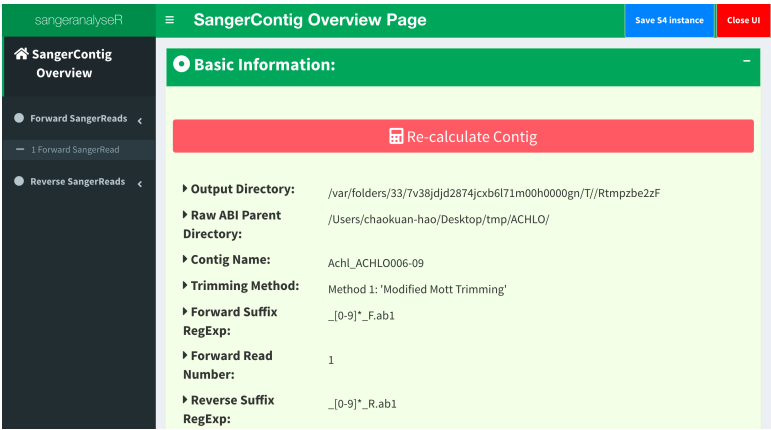 sangeranalyseR
SangerContig Overview Page
Save S4 instance
Close UI
SangerContig
Overview
Forward SangerReads
1 Forward SangerRead
Reverse SangerReads
Basic Information:
Re-calculate Contig
Output Directory:
/var/folders/33/7v38jdjd2874jcxb6l71m00h0000gn/T//Rtmpzbe2zF
Raw ABI Parent
Directory:
/Users/chaokuan-hao/Desktop/tmp/ACHLO/
Contig Name:
Achl_ACHLO006-09
Trimming Method:
Method 1: 'Modified Mott Trimming'
Forward Suffix
RegExp:
_[0-9]*_F.ab1
Forward Read
Number:
1
Reverse Suffix
RegExp:
_[0-9]*_R.ab1